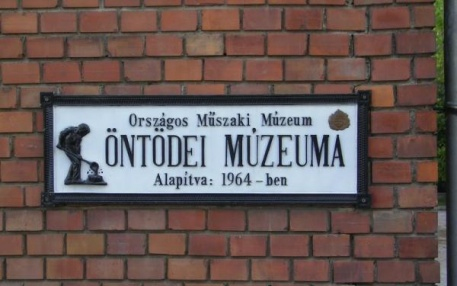 Országos Műszaki Múzeum
ÖNTÖDEI MÚZEUMA
Alapítva: 1964-ben